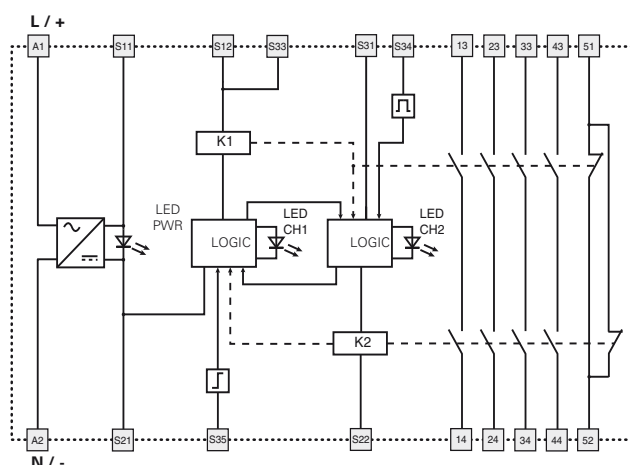 L / +
A1 S11 S12 S33 S31 S34 13 23 33 43 51
K1
LED
PWR
LED
CH1
LED
CH2
LOGIC
LOGIC
K2
A2 S21 S35 S22 14 24 34 44 52
N / -